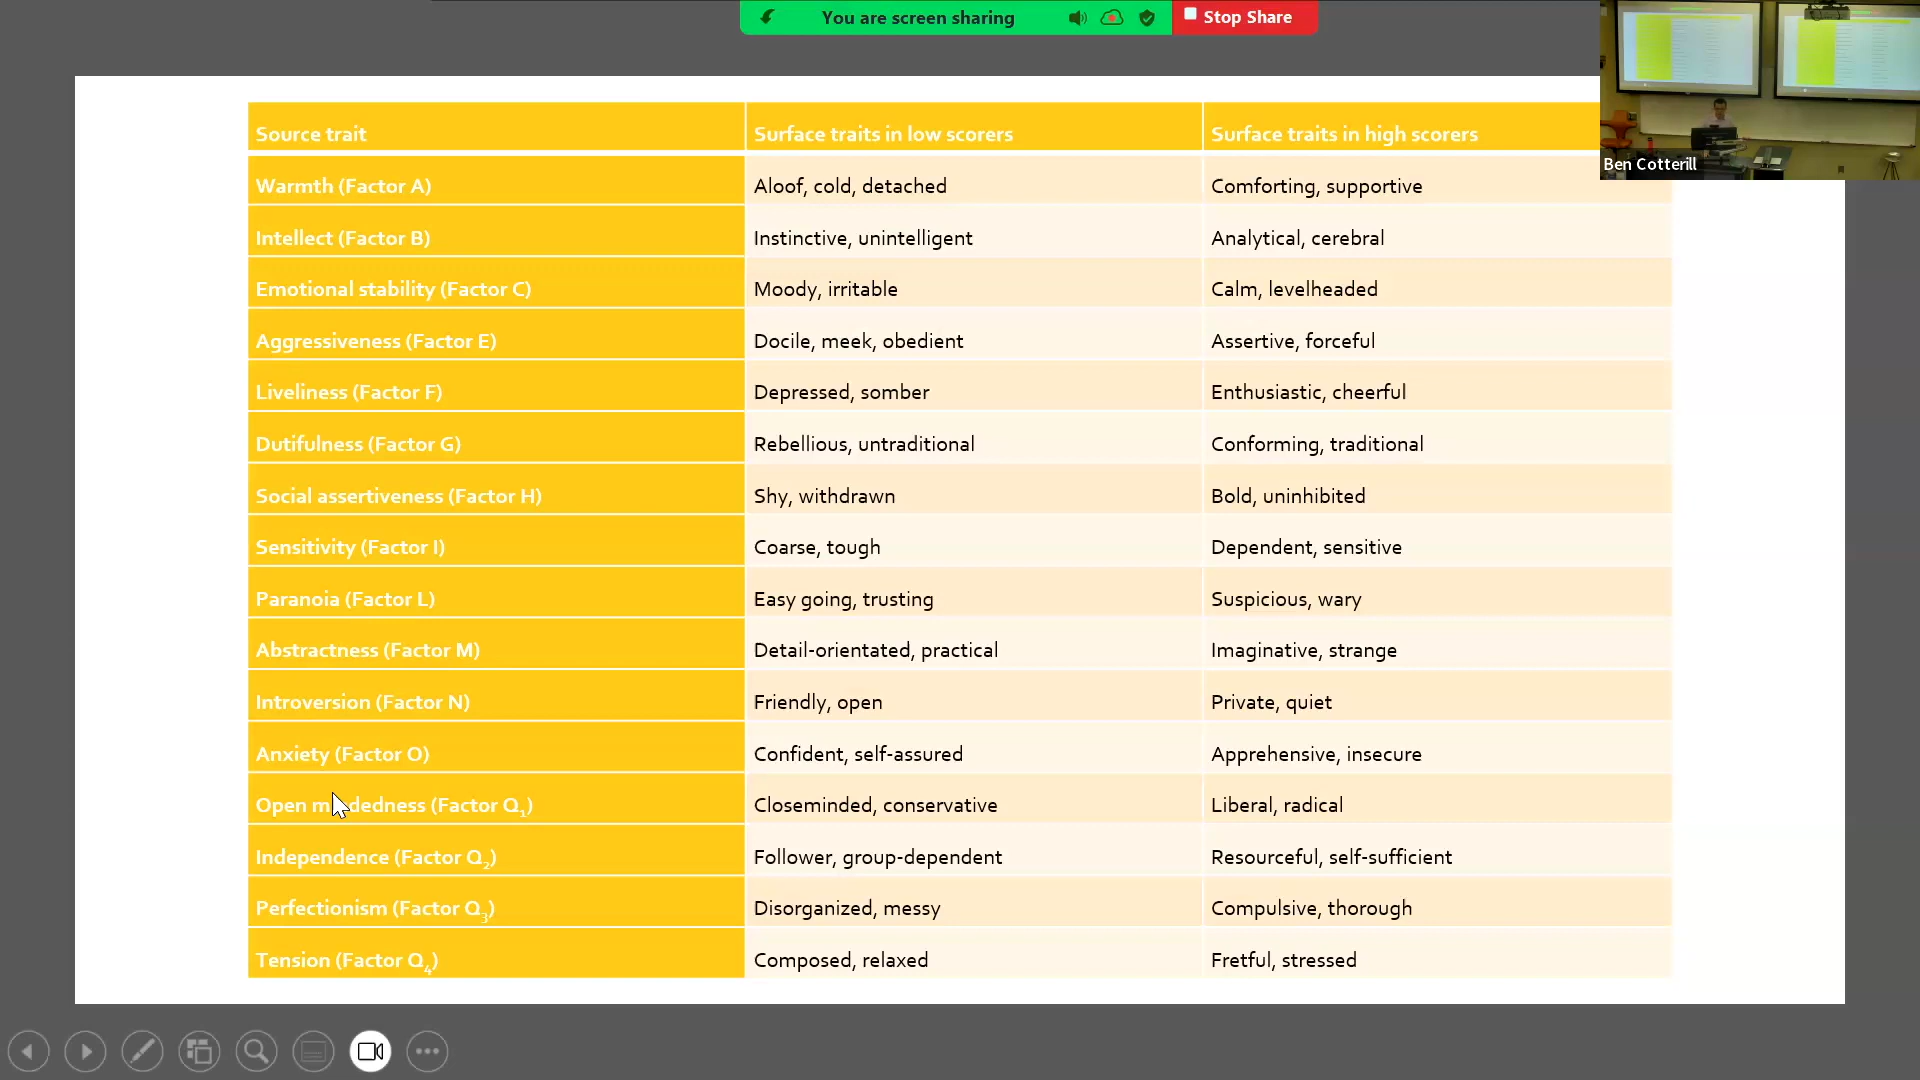 You are screen sharing
Stop Share
Ben Cotterill
Source trait Surface traits in low scorers Surface traits in high scorers
Warmth (Factor A) Aloof, cold, detached Comforting, supportive
Intellect (Factor B) Instinctive, unintelligent Analytical, cerebral
Emotional stability (Factor C) Moody, irritable Calm, levelheaded
Aggressiveness (Factor E) Docile, meek, obedient Assertive, forceful
Liveliness (Factor F) Depressed, somber Enthusiastic, cheerful
Dutifulness (Factor G) Rebellious, untraditional Conforming, traditional
Social assertiveness (Factor H) Shy, withdrawn Bold, uninhibited
Sensitivity (Factor I) Coarse, tough Dependent, sensitive
Paranoia (Factor L) Easy going, trusting Suspicious, wary
Abstractness (Factor M) Detail-orientated, practical Imaginative, strange
Introversion (Factor N) Friendly, open Private, quiet
Anxiety (Factor O) Confident, self-assured Apprehensive, insecure
Open mindedness (Factor Q₁) Closeminded, conservative Liberal, radical
Independence (Factor Q₂) Follower, group-dependent Resourceful, self-sufficient
Perfectionism (Factor Q₃) Disorganized, messy Compulsive, thorough
Tension (Factor Q₄) Composed, relaxed Fretful, stressed